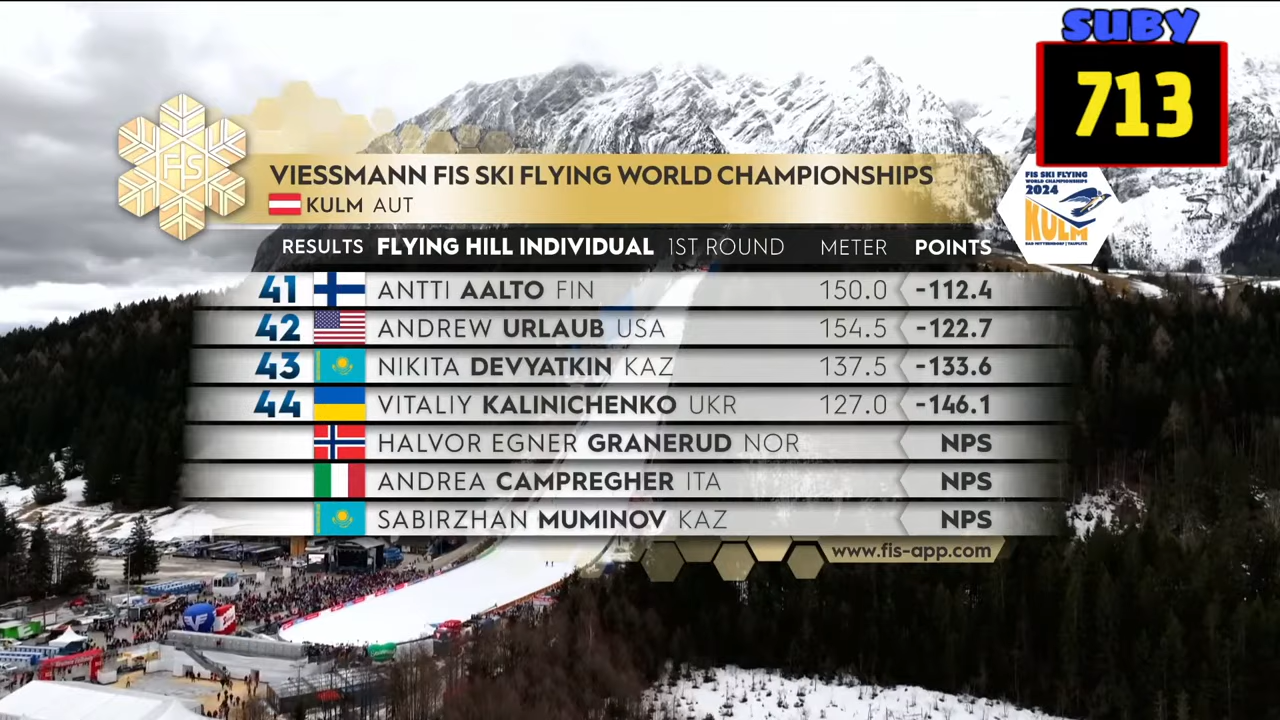 SUBY
713
FIS
VIESSMANN FIS SKI FLYING WORLD CHAMPIONSHIPS
KULM AUT
FIS SKI FLYING
WORLD CHAMPIONSHIPS
2024
KULM
BAD MITTERNDORF | TAUPLITZ
RESULTS FLYING HILL INDIVIDUAL 1ST ROUND METER POINTS
41 ANTTI AALTO FIN 150.0 -112.4
42 ANDREW URLAUB USA 154.5 -122.7
43 NIKITA DEVYATKIN KAZ 137.5 -133.6
44 VITALIY KALINICHENKO UKR 127.0 -146.1
HALVOR EGNER GRANERUD NOR NPS
ANDREA CAMPREGHER ITA NPS
SABIRZHAN MUMINOV KAZ NPS
www.fis-app.com